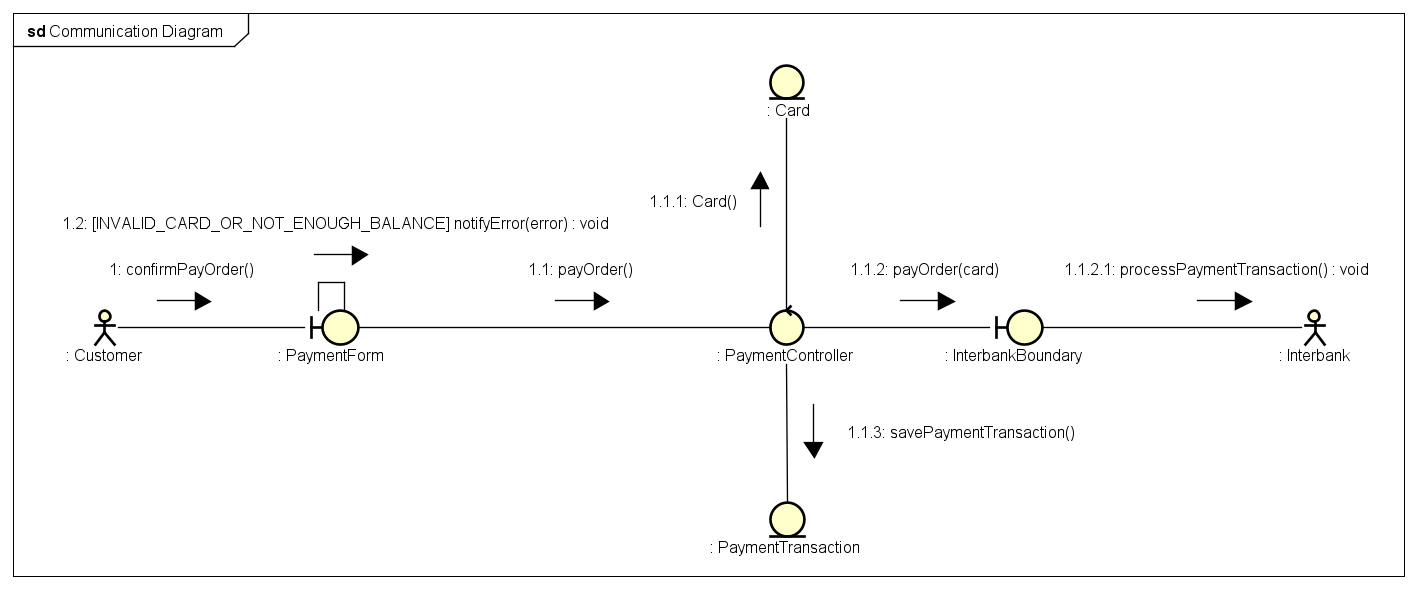 sd Communication Diagram
: Card
1.1.1: Card()
1.2: [INVALID_CARD_OR_NOT_ENOUGH_BALANCE] notifyError(error) : void
1: confirmPayOrder()
1.1: payOrder()
1.1.2: payOrder(card)
1.1.2.1: processPaymentTransaction() : void
: Customer
: PaymentForm
: PaymentController
: InterbankBoundary
: Interbank
1.1.3: savePaymentTransaction()
: PaymentTransaction